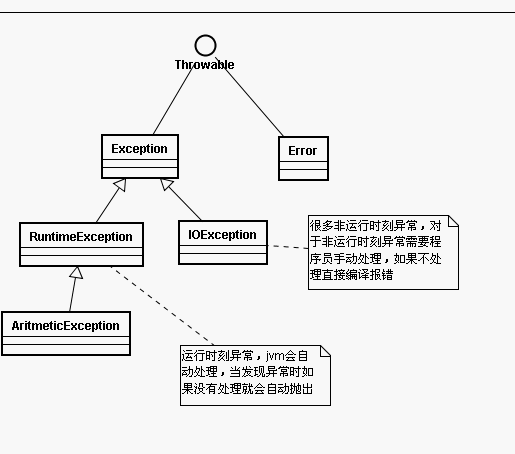 Throwable
Exception
Error
RuntimeException
IOException
很多非运行时刻异常，对
于非运行时刻异常需要程
序员手动处理，如果不处
理直接编译报错
AritmeticException
运行时刻异常，jvm会自
动处理，当发现异常时如
果没有处理就会自动抛出